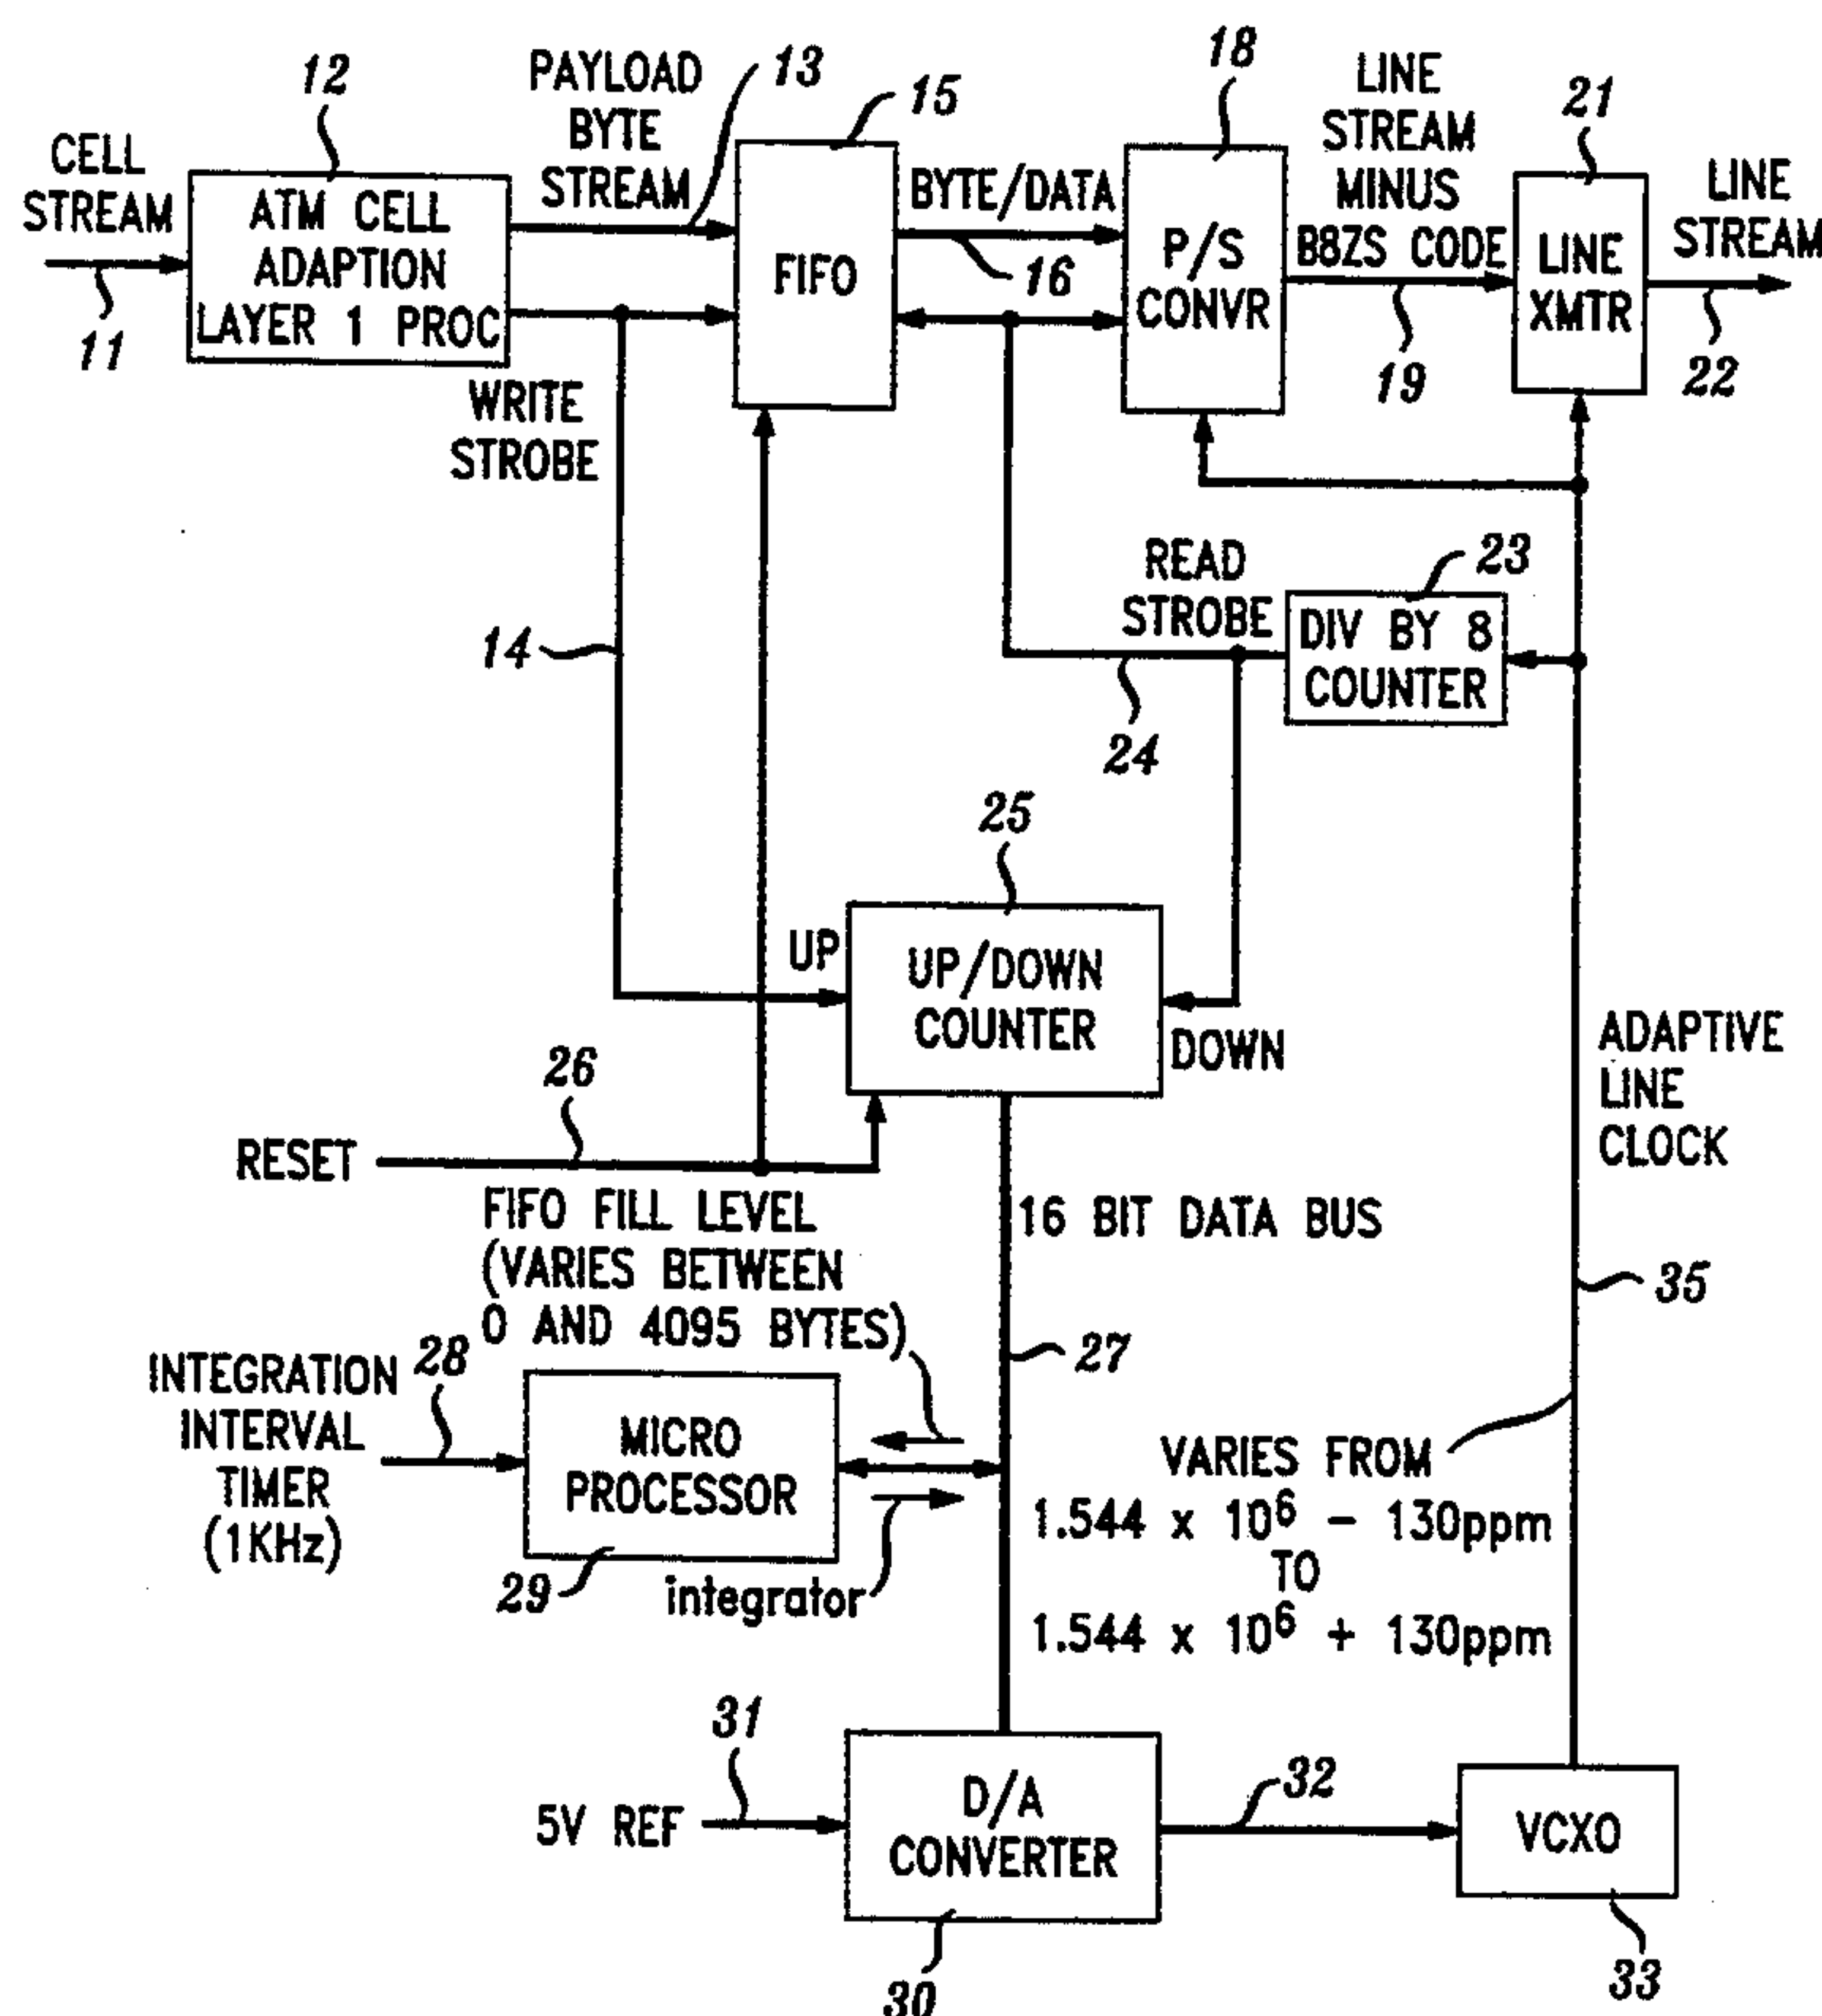 12
PAYLOAD
BYTE
STREAM
13
15
18
LINE
STREAM
MINUS
B8ZS CODE
21
CELL
STREAM
LINE
STREAM
ATM CELL
ADAPTION
LAYER 1 PROC
FIFO
BYTE/DATA
16
P/S
CONVR
LINE
XMTR
11
WRITE
STROBE
19
22
14
READ
STROBE
23
DIV BY 8
COUNTER
24
25
UP
UP/DOWN
COUNTER
DOWN
ADAPTIVE
LINE
CLOCK
26
RESET
FIFO FILL LEVEL
(VARIES BETWEEN
0 AND 4095 BYTES)
16 BIT DATA BUS
35
27
INTEGRATION
INTERVAL
TIMER
(1KHz)
28
MICRO
PROCESSOR
29
integrator
VARIES FROM
1.544 x 10⁶ - 130ppm
TO
1.544 x 10⁶ + 130ppm
31
5V REF
D/A
CONVERTER
32
VCXO
30
33